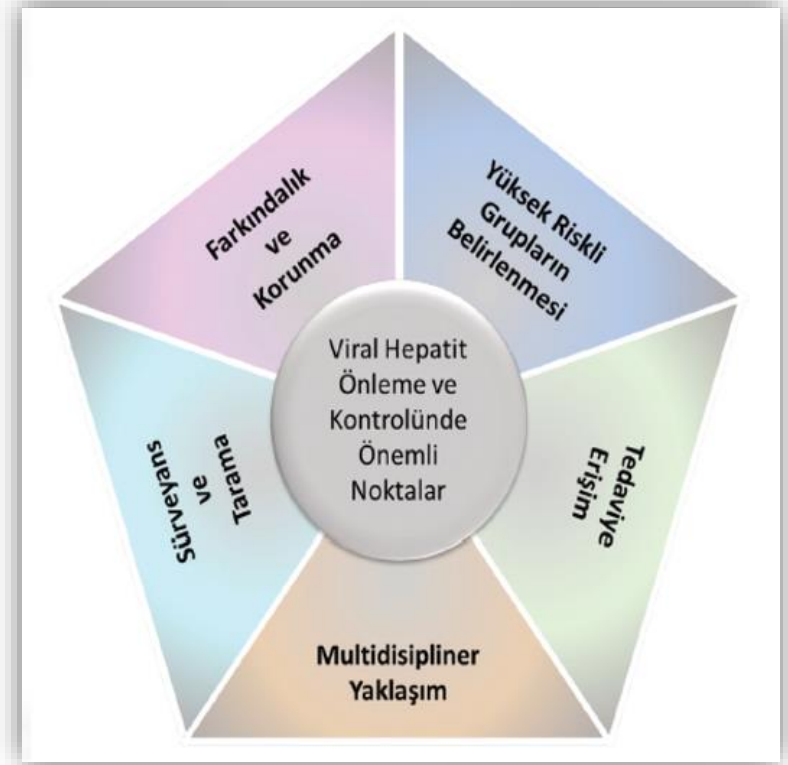 Farkındalık
ve
Korunma
Yüksek Riskli
Grupların
Belirlenmesi
Viral Hepatit
Önleme ve
Kontrolünde
Önemli
Noktalar
Tarama
ve
Sürveyans
Tedaviye
Erişim
Multidisipliner
Yaklaşım